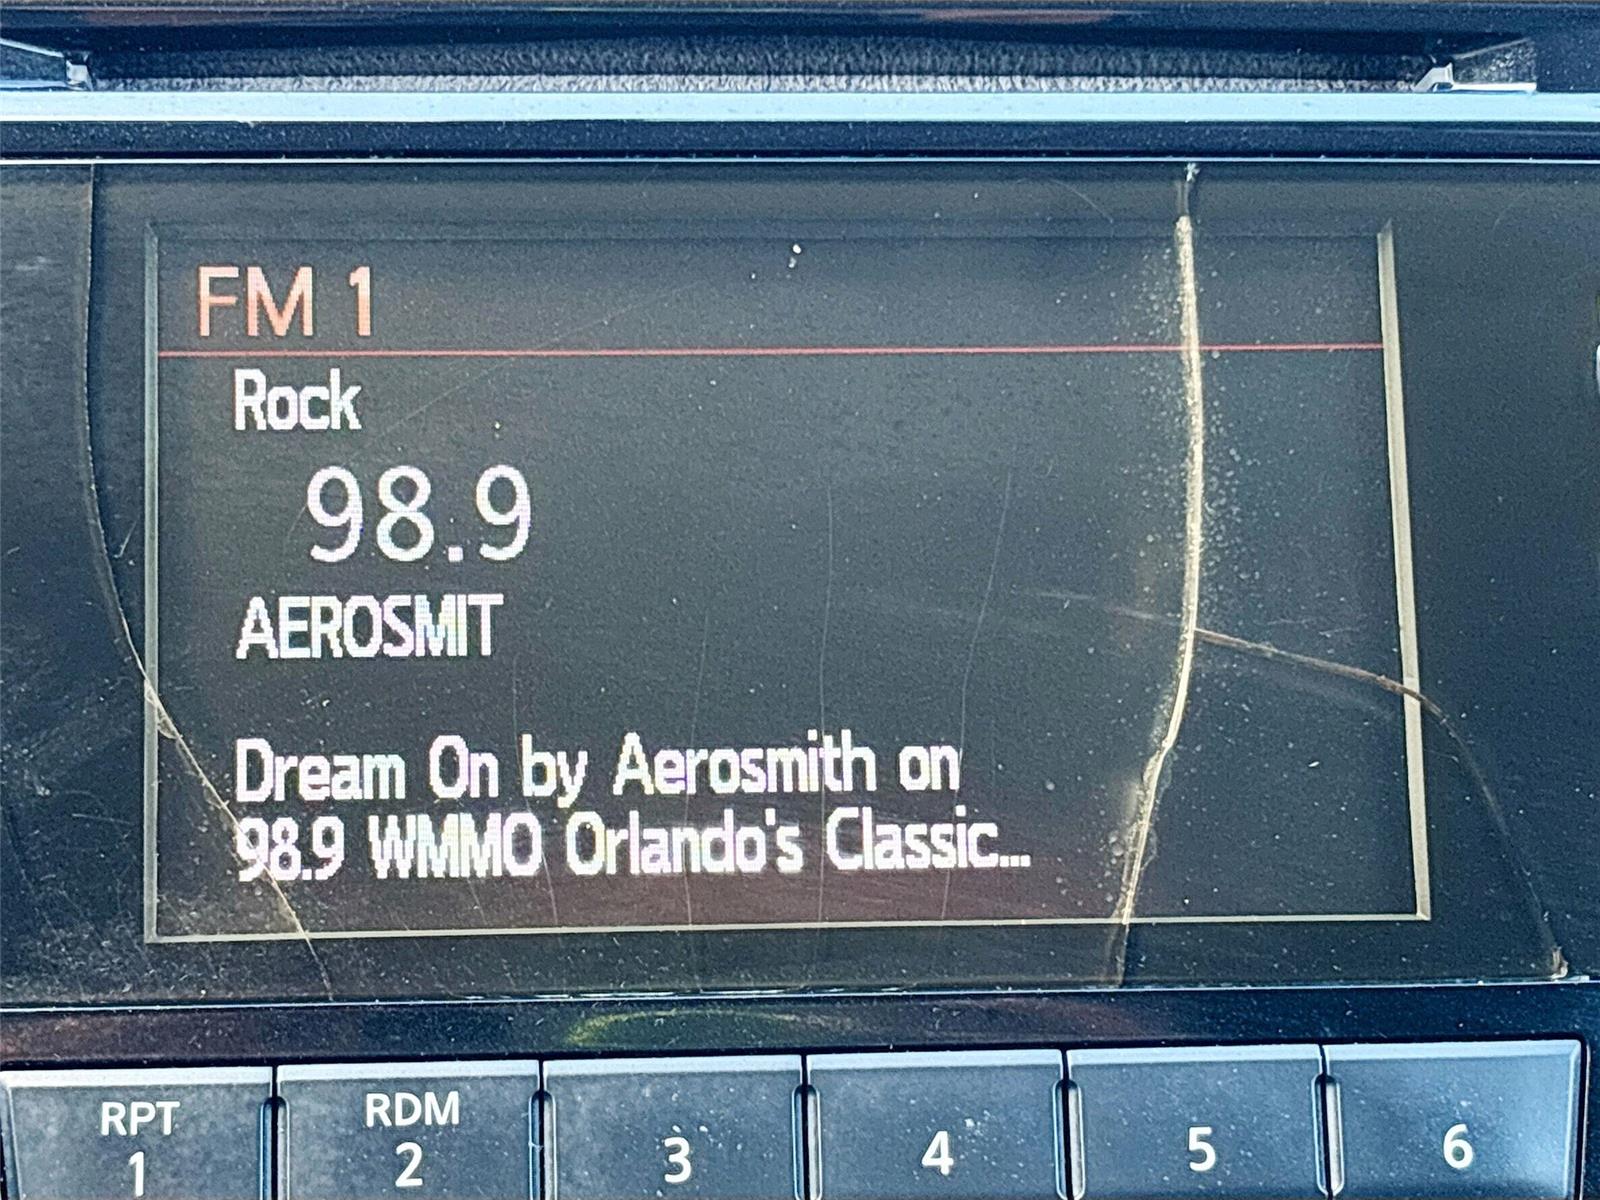 FM 1
Rock
98.9
AEROSMIT
Dream On by Aerosmith on
98.9 WMMO Orlando's Classic...
RPT RDM
1 2 3 4 5 6